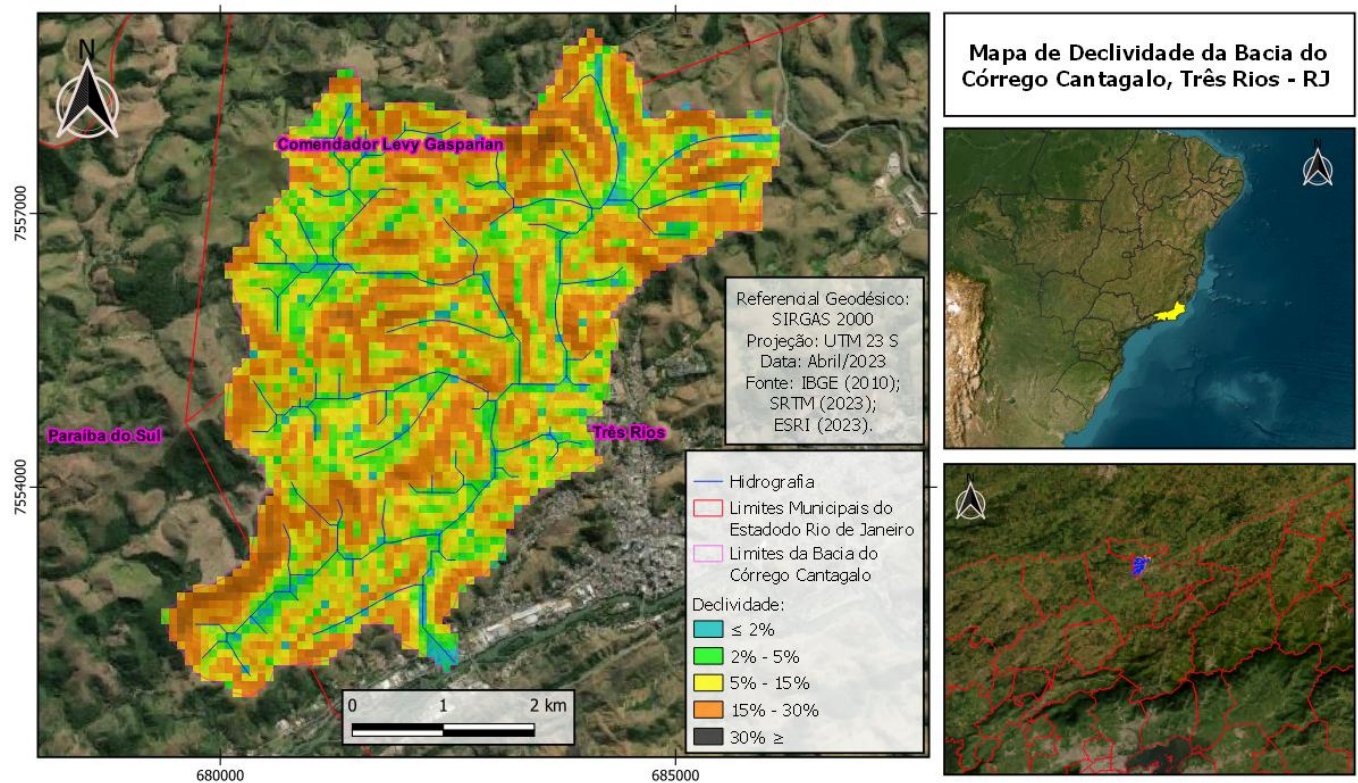 Mapa de Declividade da Bacia do
Córrego Cantagalo, Três Rios - RJ
N
Comendador Levy Gasparian
Paraíba do Sul
Três Rios
7557000
7554000
680000
685000
Referencial Geodésico:
SIRGAS 2000
Projeção: UTM 23 S
Data: Abril/2023
Fonte: IBGE (2010);
SRTM (2023);
ESRI (2023).
Hidrografia
Limites Municipais do
Estadodo Rio de Janeiro
Limites da Bacia do
Córrego Cantagalo
Declividade:
≤ 2%
2% - 5%
5% - 15%
15% - 30%
30% ≥
0 1 2 km
N
N